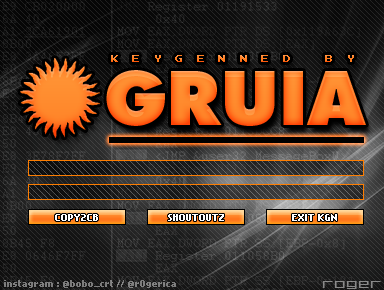 KEYGENNED BY
GRUIA
COPY2CB
SHOUTOUTZ
EXIT KGN
instagram : @bobo_crt // @r0gerica
roger